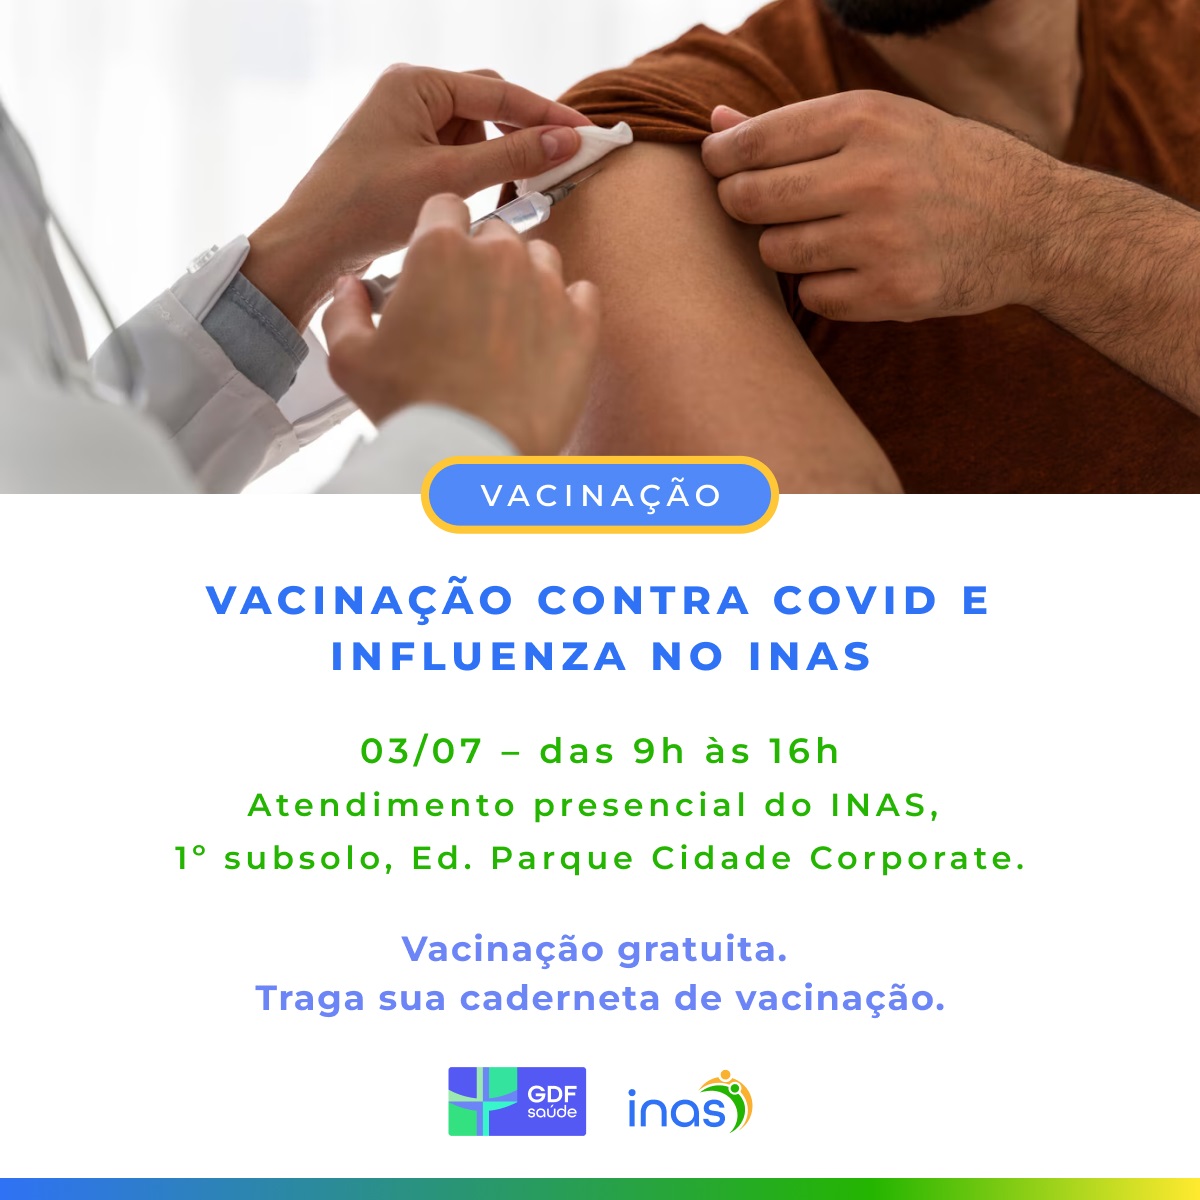 VACINAÇÃO
VACINAÇÃO CONTRA COVID E
INFLUENZA NO INAS
03/07 – das 9h às 16h
Atendimento presencial do INAS,
1º subsolo, Ed. Parque Cidade Corporate.
Vacinação gratuita.
Traga sua caderneta de vacinação.
GDF
saúde
inas